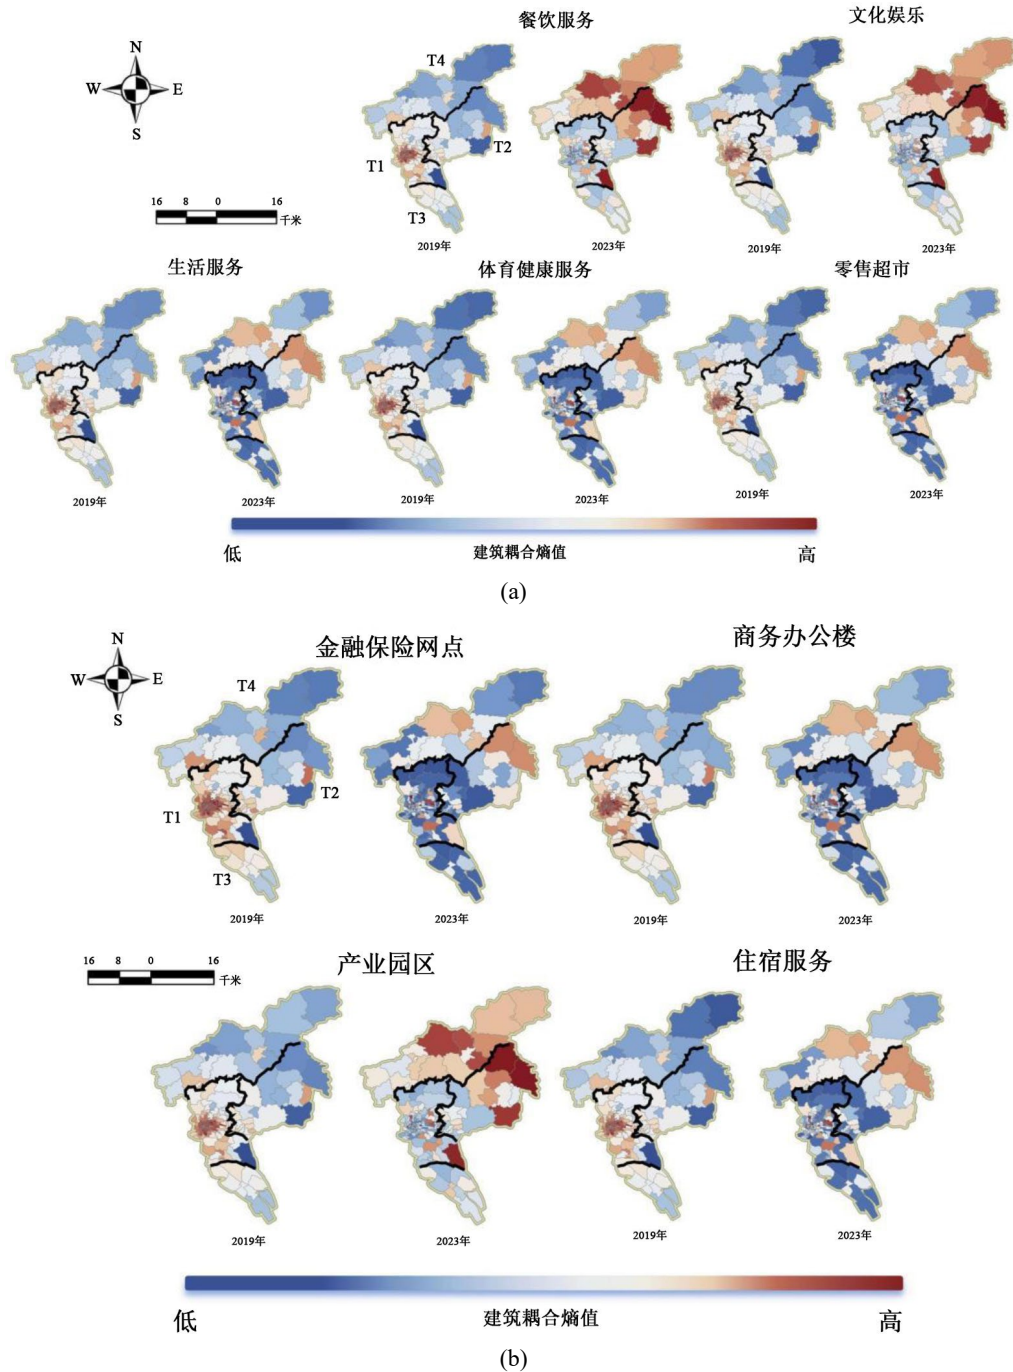 餐饮服务
文化娱乐
N
W
E
S
T4
T2
T1
T3
16 8 0 16
千米
2019年
2023年
2019年
2023年
生活服务
体育健康服务
零售超市
2019年
2023年
2019年
2023年
2019年
2023年
低
建筑耦合熵值
高
(a)
N
W
E
S
金融保险网点
商务办公楼
T4
T2
T1
T3
2019年
2023年
2019年
2023年
16 8 0 16
千米
产业园区
住宿服务
2019年
2023年
2019年
2023年
低
建筑耦合熵值
高
(b)